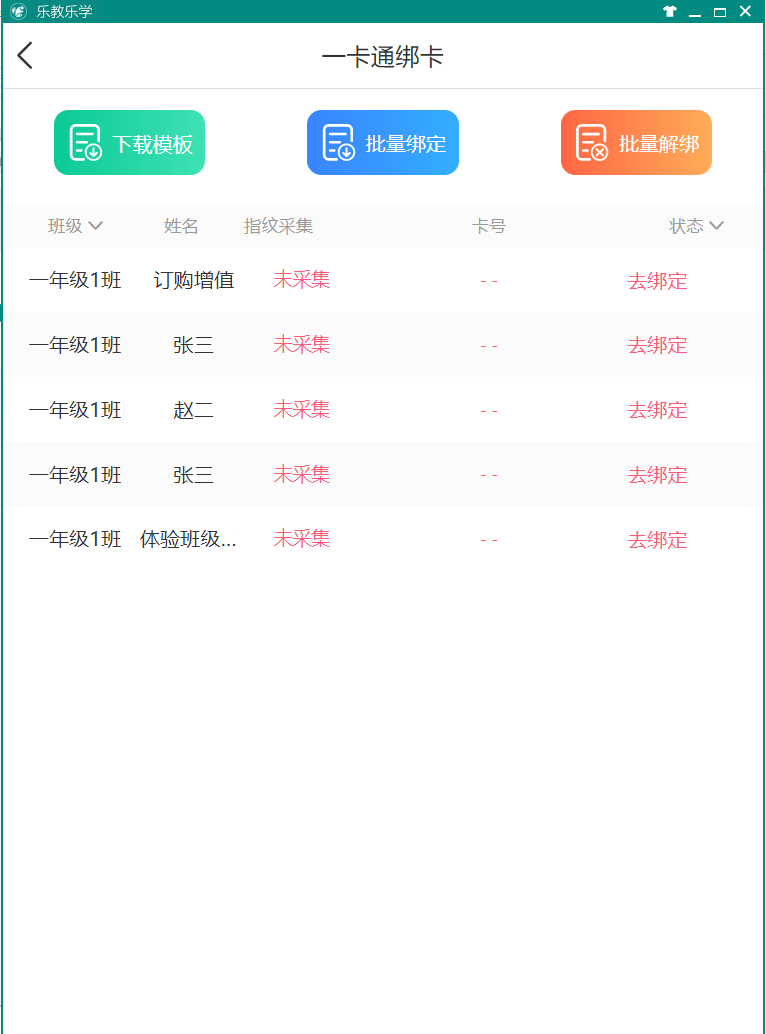 乐教乐学
一卡通绑卡
下载模板 批量绑定 批量解绑
班级 姓名 指纹采集 卡号 状态
一年级1班 订购增值 未采集 - - 去绑定
一年级1班 张三 未采集 - - 去绑定
一年级1班 赵二 未采集 - - 去绑定
一年级1班 张三 未采集 - - 去绑定
一年级1班 体验班级... 未采集 - - 去绑定